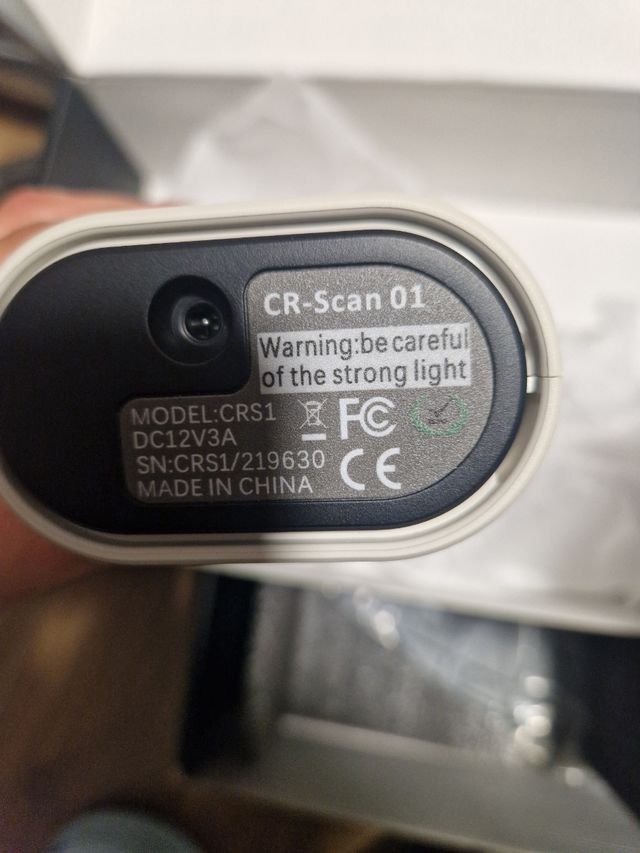 CR-Scan 01
Warning:be careful
of the strong light
MODEL:CRS1
DC12V3A
SN:CRS1/219630
MADE IN CHINA
FC
CE